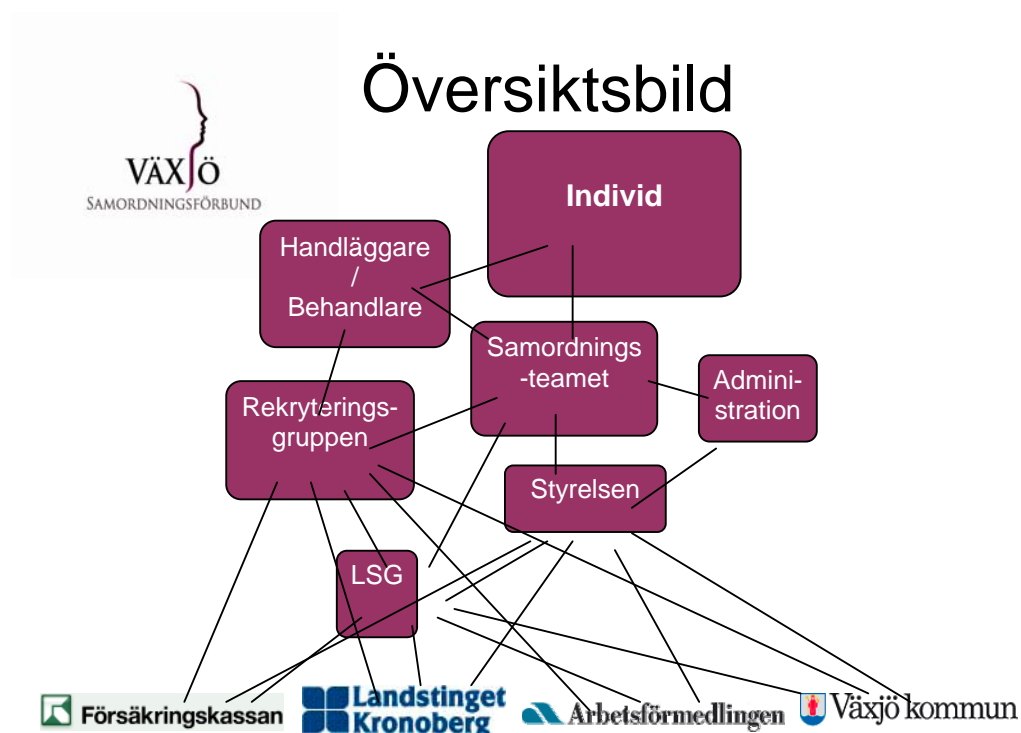 Översiktsbild
VÄXJÖ
SAMORDNINGSFÖRBUND
Individ
Handläggare
/
Behandlare
Samordnings
-teamet
Admini-
stration
Rekryterings-
gruppen
Styrelsen
LSG
Försäkringskassan
Landstinget
Kronoberg
Arbetsförmedlingen
Växjö kommun